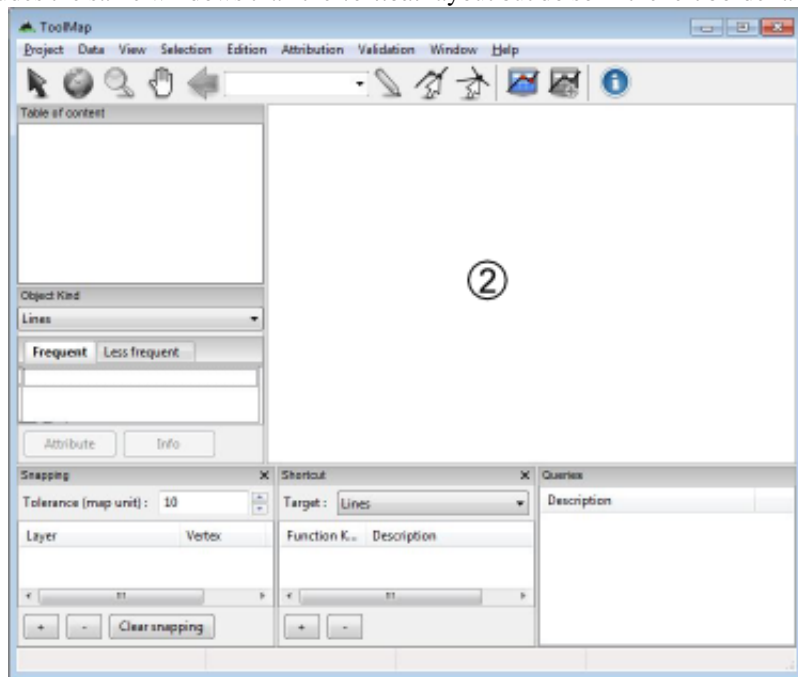 ToolMap
Project Data View Selection Edition Attribution Validation Window Help
Table of content
②
Object Kind
Lines
Frequent Less frequent
Attribute Info
Snapping
Tolerance (map unit) : 10
Layer Vertex
+ - Clear snapping
Shortcut
Target : Lines
Function K... Description
+ -
Queries
Description